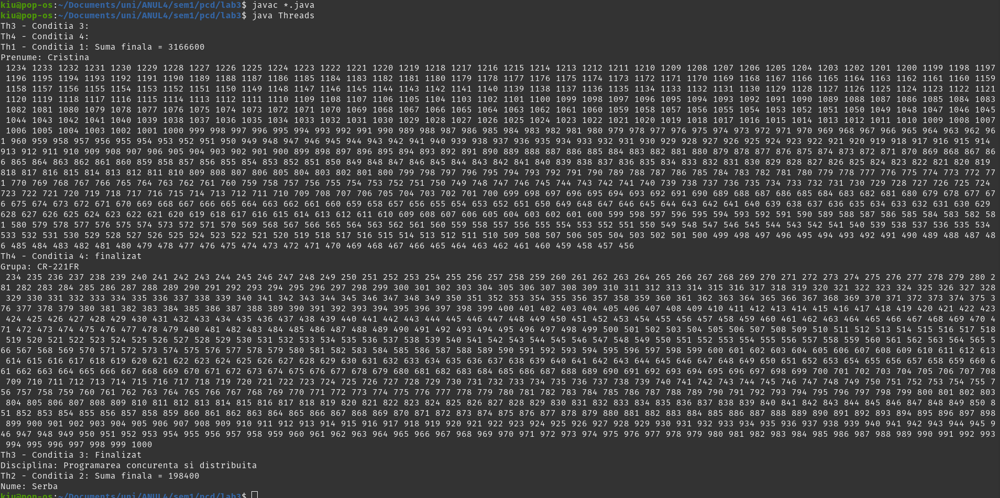 kiu@pop-os:~/Documents/uni/ANUL4/sem1/pcd/lab3$ javac *.java
kiu@pop-os:~/Documents/uni/ANUL4/sem1/pcd/lab3$ java Threads
Th3 - Conditia 3:
Th4 - Conditia 4:
Th1 - Conditia 1: Suma finala = 3166600
Prenume: Cristina
1234 1233 1232 1231 1230 1229 1228 1227 1226 1225 1224 1223 1222 1221 1220 1219 1218 1217 1216 1215 1214 1213 1212 1211 1210 1209 1208 1207 1206 1205 1204 1203 1202 1201 1200 1199 1198 1197
1196 1195 1194 1193 1192 1191 1190 1189 1188 1187 1186 1185 1184 1183 1182 1181 1180 1179 1178 1177 1176 1175 1174 1173 1172 1171 1170 1169 1168 1167 1166 1165 1164 1163 1162 1161 1160 1159
1158 1157 1156 1155 1154 1153 1152 1151 1150 1149 1148 1147 1146 1145 1144 1143 1142 1141 1140 1139 1138 1137 1136 1135 1134 1133 1132 1131 1130 1129 1128 1127 1126 1125 1124 1123 1122 1121
1120 1119 1118 1117 1116 1115 1114 1113 1112 1111 1110 1109 1108 1107 1106 1105 1104 1103 1102 1101 1100 1099 1098 1097 1096 1095 1094 1093 1092 1091 1090 1089 1088 1087 1086 1085 1084 1083
1082 1081 1080 1079 1078 1077 1076 1075 1074 1073 1072 1071 1070 1069 1068 1067 1066 1065 1064 1063 1062 1061 1060 1059 1058 1057 1056 1055 1054 1053 1052 1051 1050 1049 1048 1047 1046 1045
1044 1043 1042 1041 1040 1039 1038 1037 1036 1035 1034 1033 1032 1031 1030 1029 1028 1027 1026 1025 1024 1023 1022 1021 1020 1019 1018 1017 1016 1015 1014 1013 1012 1011 1010 1009 1008 1007
1006 1005 1004 1003 1002 1001 1000 999 998 997 996 995 994 993 992 991 990 989 988 987 986 985 984 983 982 981 980 979 978 977 976 975 974 973 972 971 970 969 968 967 966 965 964 963 962 96
1 960 959 958 957 956 955 954 953 952 951 950 949 948 947 946 945 944 943 942 941 940 939 938 937 936 935 934 933 932 931 930 929 928 927 926 925 924 923 922 921 920 919 918 917 916 915 914
913 912 911 910 909 908 907 906 905 904 903 902 901 900 899 898 897 896 895 894 893 892 891 890 889 888 887 886 885 884 883 882 881 880 879 878 877 876 875 874 873 872 871 870 869 868 867 86
6 865 864 863 862 861 860 859 858 857 856 855 854 853 852 851 850 849 848 847 846 845 844 843 842 841 840 839 838 837 836 835 834 833 832 831 830 829 828 827 826 825 824 823 822 821 820 819
818 817 816 815 814 813 812 811 810 809 808 807 806 805 804 803 802 801 800 799 798 797 796 795 794 793 792 791 790 789 788 787 786 785 784 783 782 781 780 779 778 777 776 775 774 773 772 77
1 770 769 768 767 766 765 764 763 762 761 760 759 758 757 756 755 754 753 752 751 750 749 748 747 746 745 744 743 742 741 740 739 738 737 736 735 734 733 732 731 730 729 728 727 726 725 724
723 722 721 720 719 718 717 716 715 714 713 712 711 710 709 708 707 706 705 704 703 702 701 700 699 698 697 696 695 694 693 692 691 690 689 688 687 686 685 684 683 682 681 680 679 678 677 67
6 675 674 673 672 671 670 669 668 667 666 665 664 663 662 661 660 659 658 657 656 655 654 653 652 651 650 649 648 647 646 645 644 643 642 641 640 639 638 637 636 635 634 633 632 631 630 629
628 627 626 625 624 623 622 621 620 619 618 617 616 615 614 613 612 611 610 609 608 607 606 605 604 603 602 601 600 599 598 597 596 595 594 593 592 591 590 589 588 587 586 585 584 583 582 58
1 580 579 578 577 576 575 574 573 572 571 570 569 568 567 566 565 564 563 562 561 560 559 558 557 556 555 554 553 552 551 550 549 548 547 546 545 544 543 542 541 540 539 538 537 536 535 534
533 532 531 530 529 528 527 526 525 524 523 522 521 520 519 518 517 516 515 514 513 512 511 510 509 508 507 506 505 504 503 502 501 500 499 498 497 496 495 494 493 492 491 490 489 488 487 48
6 485 484 483 482 481 480 479 478 477 476 475 474 473 472 471 470 469 468 467 466 465 464 463 462 461 460 459 458 457 456
Th4 - Conditia 4: finalizat
Grupa: CR-221FR
234 235 236 237 238 239 240 241 242 243 244 245 246 247 248 249 250 251 252 253 254 255 256 257 258 259 260 261 262 263 264 265 266 267 268 269 270 271 272 273 274 275 276 277 278 279 280 2
81 282 283 284 285 286 287 288 289 290 291 292 293 294 295 296 297 298 299 300 301 302 303 304 305 306 307 308 309 310 311 312 313 314 315 316 317 318 319 320 321 322 323 324 325 326 327 328
329 330 331 332 333 334 335 336 337 338 339 340 341 342 343 344 345 346 347 348 349 350 351 352 353 354 355 356 357 358 359 360 361 362 363 364 365 366 367 368 369 370 371 372 373 374 375 3
76 377 378 379 380 381 382 383 384 385 386 387 388 389 390 391 392 393 394 395 396 397 398 399 400 401 402 403 404 405 406 407 408 409 410 411 412 413 414 415 416 417 418 419 420 421 422 423
424 425 426 427 428 429 430 431 432 433 434 435 436 437 438 439 440 441 442 443 444 445 446 447 448 449 450 451 452 453 454 455 456 457 458 459 460 461 462 463 464 465 466 467 468 469 470 4
71 472 473 474 475 476 477 478 479 480 481 482 483 484 485 486 487 488 489 490 491 492 493 494 495 496 497 498 499 500 501 502 503 504 505 506 507 508 509 510 511 512 513 514 515 516 517 518
519 520 521 522 523 524 525 526 527 528 529 530 531 532 533 534 535 536 537 538 539 540 541 542 543 544 545 546 547 548 549 550 551 552 553 554 555 556 557 558 559 560 561 562 563 564 565 5
66 567 568 569 570 571 572 573 574 575 576 577 578 579 580 581 582 583 584 585 586 587 588 589 590 591 592 593 594 595 596 597 598 599 600 601 602 603 604 605 606 607 608 609 610 611 612 613
614 615 616 617 618 619 620 621 622 623 624 625 626 627 628 629 630 631 632 633 634 635 636 637 638 639 640 641 642 643 644 645 646 647 648 649 650 651 652 653 654 655 656 657 658 659 660 6
61 662 663 664 665 666 667 668 669 670 671 672 673 674 675 676 677 678 679 680 681 682 683 684 685 686 687 688 689 690 691 692 693 694 695 696 697 698 699 700 701 702 703 704 705 706 707 708
709 710 711 712 713 714 715 716 717 718 719 720 721 722 723 724 725 726 727 728 729 730 731 732 733 734 735 736 737 738 739 740 741 742 743 744 745 746 747 748 749 750 751 752 753 754 755 7
56 757 758 759 760 761 762 763 764 765 766 767 768 769 770 771 772 773 774 775 776 777 778 779 780 781 782 783 784 785 786 787 788 789 790 791 792 793 794 795 796 797 798 799 800 801 802 803
804 805 806 807 808 809 810 811 812 813 814 815 816 817 818 819 820 821 822 823 824 825 826 827 828 829 830 831 832 833 834 835 836 837 838 839 840 841 842 843 844 845 846 847 848 849 850 8
51 852 853 854 855 856 857 858 859 860 861 862 863 864 865 866 867 868 869 870 871 872 873 874 875 876 877 878 879 880 881 882 883 884 885 886 887 888 889 890 891 892 893 894 895 896 897 898
899 900 901 902 903 904 905 906 907 908 909 910 911 912 913 914 915 916 917 918 919 920 921 922 923 924 925 926 927 928 929 930 931 932 933 934 935 936 937 938 939 940 941 942 943 944 945 9
46 947 948 949 950 951 952 953 954 955 956 957 958 959 960 961 962 963 964 965 966 967 968 969 970 971 972 973 974 975 976 977 978 979 980 981 982 983 984 985 986 987 988 989 990 991 992 993
994 995 996 997 998 999 1000
Th3 - Conditia 3: Finalizat
Disciplina: Programarea concurenta si distribuita
Th2 - Conditia 2: Suma finala = 198400
Nume: Serba
kiu@pop-os:~/Documents/uni/ANUL4/sem1/pcd/lab3$